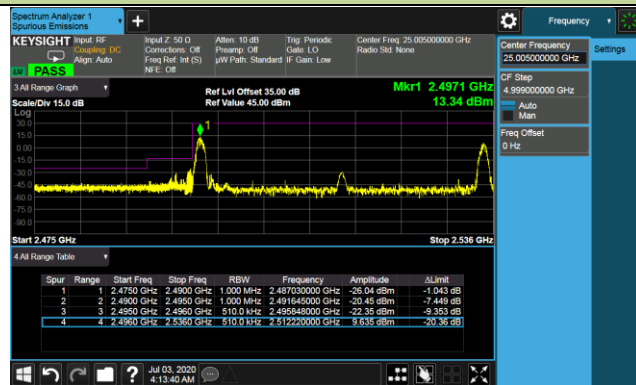 Spectrum Analyzer 1
Spurious Emissions
Frequency
KEYSIGHT
Input: RF
Coupling: DC
Align: Auto
Input Z: 50 Ω
Corrections: Off
Freq Ref: Int (S)
NFE: Off
Atten: 10 dB
Preamp: Off
µW Path: Standard
Trig: Periodic
Gate: LO
IF Gain: Low
Center Freq: 25.005000000 GHz
Radio Std: None
PASS
Center Frequency
25.005000000 GHz
Settings
CF Step
4.999000000 GHz
Auto
Man
Freq Offset
0 Hz
3 All Range Graph
Scale/Div 15.0 dB
Ref Lvl Offset 35.00 dB
Ref Value 45.00 dBm
Mkr1 2.4971 GHz
13.34 dBm
Log
30.0
15.0
0.00
-15.0
-30.0
-45.0
-60.0
-75.0
-90.0
1
Start 2.475 GHz
Stop 2.536 GHz
4 All Range Table
Spur Range Start Freq Stop Freq RBW Frequency Amplitude ΔLimit
1 1 2.4750 GHz 2.4900 GHz 1.000 MHz 2.487030000 GHz -26.04 dBm -1.043 dB
2 2 2.4900 GHz 2.4950 GHz 1.000 MHz 2.491645000 GHz -20.45 dBm -7.449 dB
3 3 2.4950 GHz 2.4960 GHz 510.0 kHz 2.495848000 GHz -22.35 dBm -9.353 dB
4 4 2.4960 GHz 2.5360 GHz 510.0 kHz 2.512220000 GHz 9.635 dBm -20.36 dB
Jul 03, 2020
4:13:40 AM